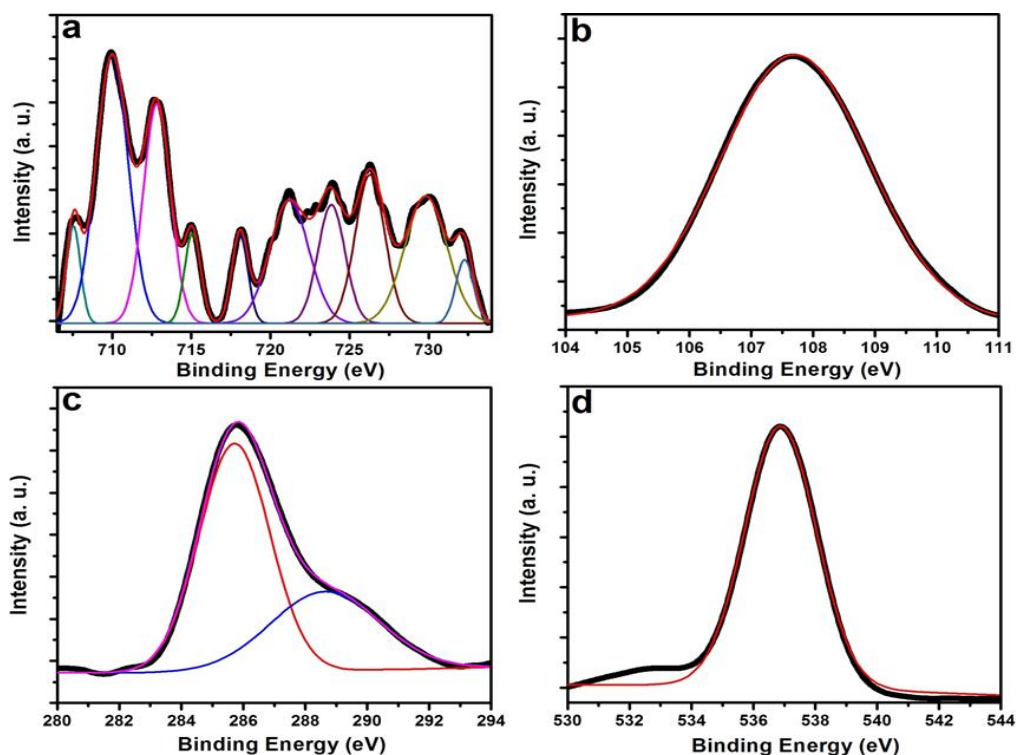 a
Intensity (a. u.)
710 715 720 725 730
Binding Energy (eV)
b
Intensity (a. u.)
104 105 106 107 108 109 110 111
Binding Energy (eV)
c
Intensity (a. u.)
280 282 284 286 288 290 292 294
Binding Energy (eV)
d
Intensity (a. u.)
530 532 534 536 538 540 542 544
Binding Energy (eV)